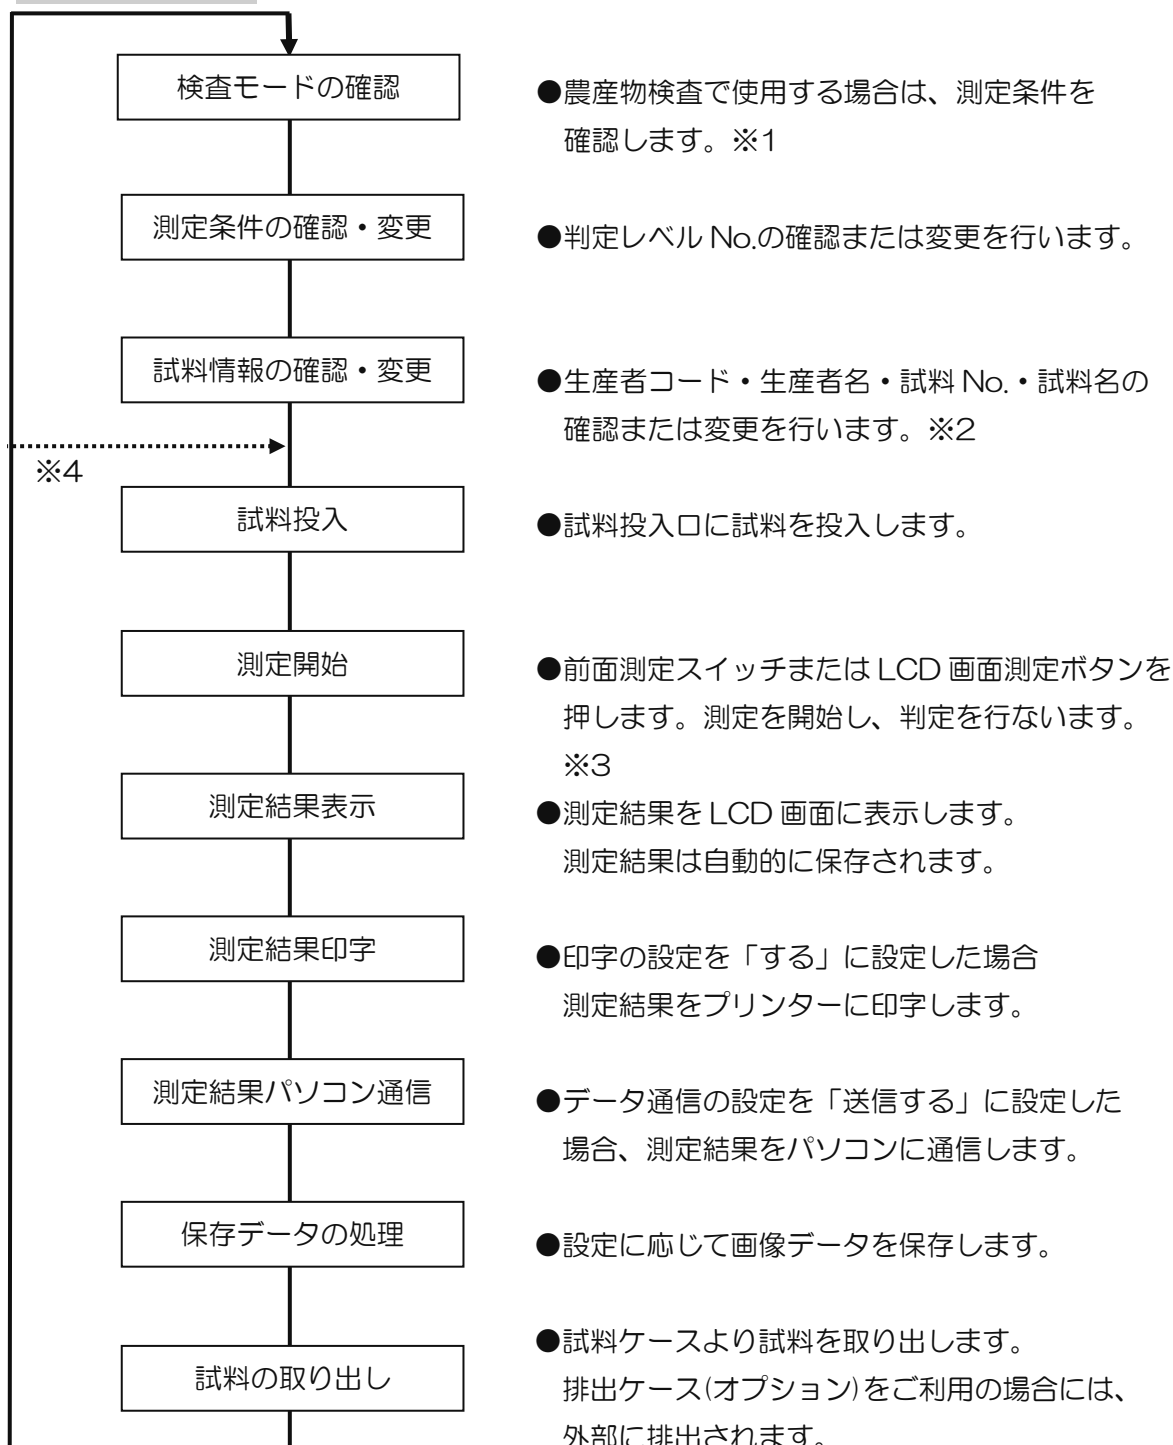 検査モードの確認
●農産物検査で使用する場合は、測定条件を
確認します。※1
測定条件の確認・変更
●判定レベル No.の確認または変更を行います。
試料情報の確認・変更
●生産者コード・生産者名・試料 No.・試料名の
確認または変更を行います。※2
※4
試料投入
●試料投入口に試料を投入します。
測定開始
●前面測定スイッチまたは LCD 画面測定ボタンを
押します。測定を開始し、判定を行ないます。
※3
測定結果表示
●測定結果を LCD 画面に表示します。
測定結果は自動的に保存されます。
測定結果印字
●印字の設定を「する」に設定した場合
測定結果をプリンターに印字します。
測定結果パソコン通信
●データ通信の設定を「送信する」に設定した
場合、測定結果をパソコンに通信します。
保存データの処理
●設定に応じて画像データを保存します。
試料の取り出し
●試料ケースより試料を取り出します。
排出ケース(オプション)をご利用の場合には、
外部に排出されます。